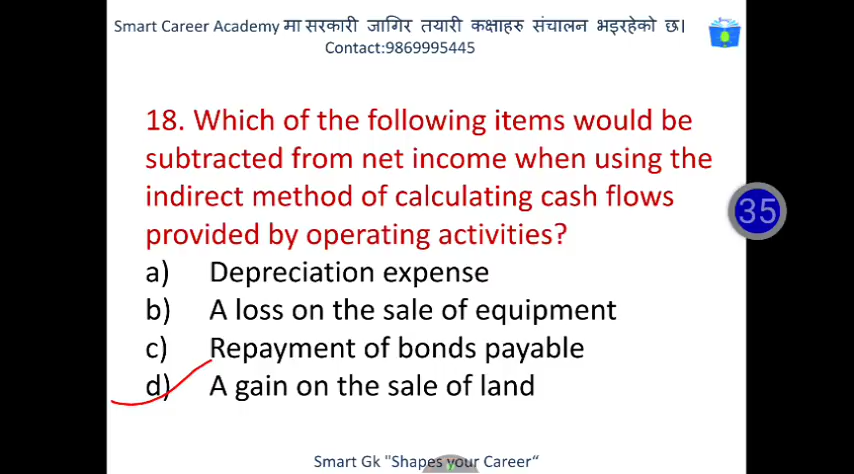 Smart Career Academy मा सरकारी जागिर तयारी कक्षाहरु संचालन भइरहेको छ।
Contact:9869995445
18. Which of the following items would be
subtracted from net income when using the
indirect method of calculating cash flows
provided by operating activities?
35
a) Depreciation expense
b) A loss on the sale of equipment
c) Repayment of bonds payable
d) A gain on the sale of land
Smart Gk "Shapes your Career“